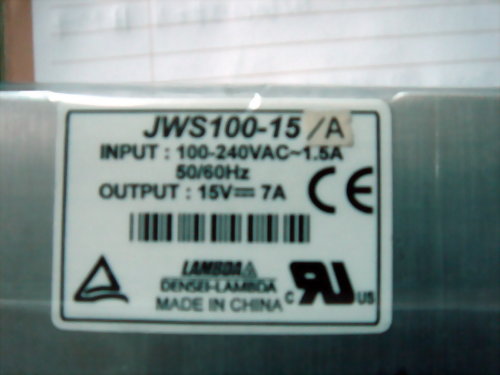 JWS100-15/A
INPUT : 100-240VAC~1.5A
50/60Hz
OUTPUT : 15V⎓ 7A
CE
LAMBDA
DENSEI-LAMBDA
MADE IN CHINA
C RU US